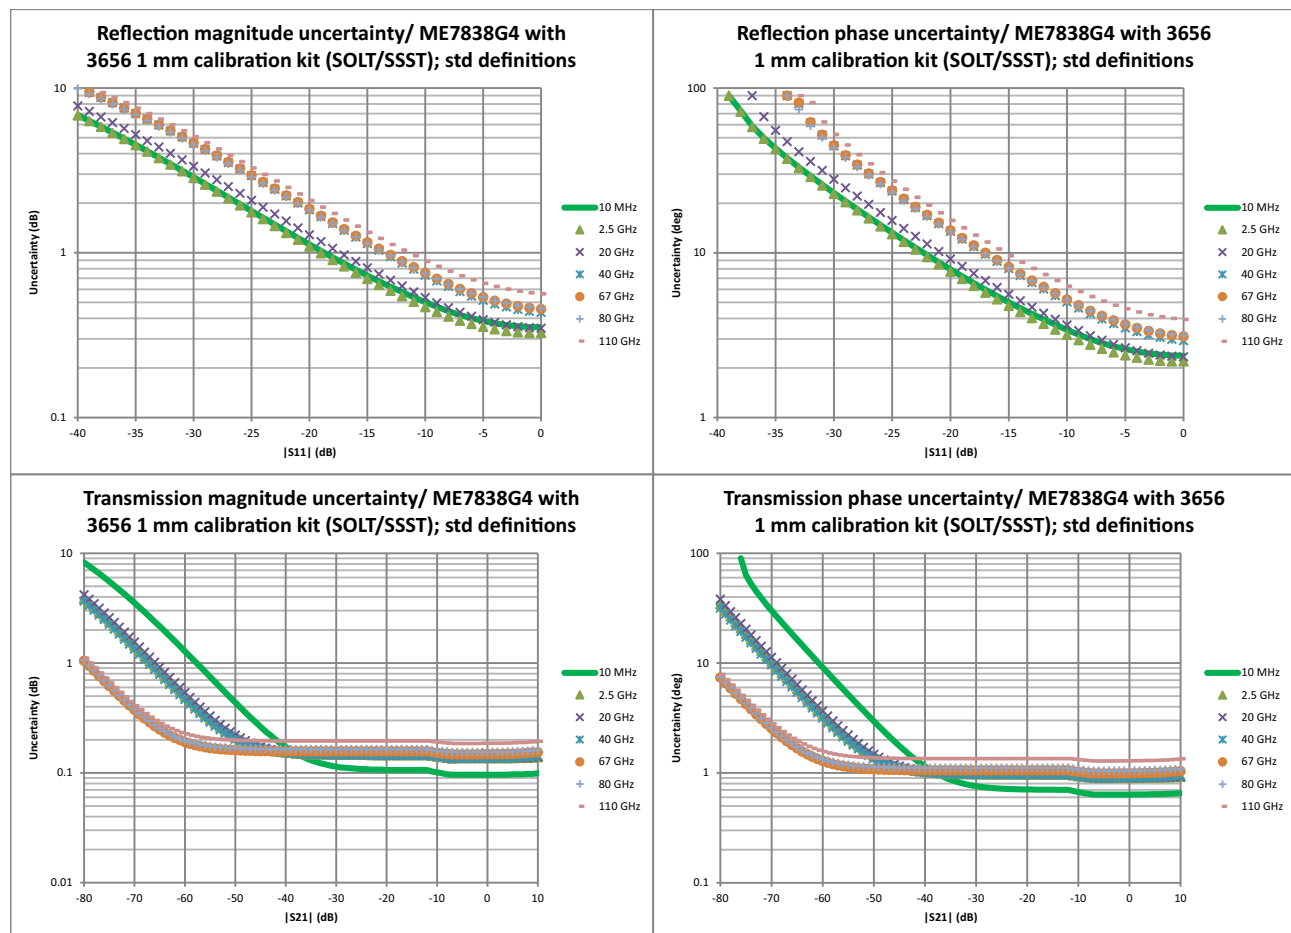 Reflection magnitude uncertainty/ ME7838G4 with
3656 1 mm calibration kit (SOLT/SSST); std definitions
Uncertainty (dB)
10
1
0.1
-40 -35 -30 -25 -20 -15 -10 -5 0
|S11| (dB)
10 MHz
2.5 GHz
20 GHz
40 GHz
67 GHz
80 GHz
110 GHz
Reflection phase uncertainty/ ME7838G4 with 3656
1 mm calibration kit (SOLT/SSST); std definitions
Uncertainty (deg)
100
10
1
-40 -35 -30 -25 -20 -15 -10 -5 0
|S11| (dB)
10 MHz
2.5 GHz
20 GHz
40 GHz
67 GHz
80 GHz
110 GHz
Transmission magnitude uncertainty/ ME7838G4 with
3656 1 mm calibration kit (SOLT/SSST); std definitions
Uncertainty (dB)
10
1
0.1
0.01
-80 -70 -60 -50 -40 -30 -20 -10 0 10
|S21| (dB)
10 MHz
2.5 GHz
20 GHz
40 GHz
67 GHz
80 GHz
110 GHz
Transmission phase uncertainty/ ME7838G4 with 3656
1 mm calibration kit (SOLT/SSST); std definitions
Uncertainty (deg)
100
10
1
0.1
-80 -70 -60 -50 -40 -30 -20 -10 0 10
|S21| (dB)
10 MHz
2.5 GHz
20 GHz
40 GHz
67 GHz
80 GHz
110 GHz